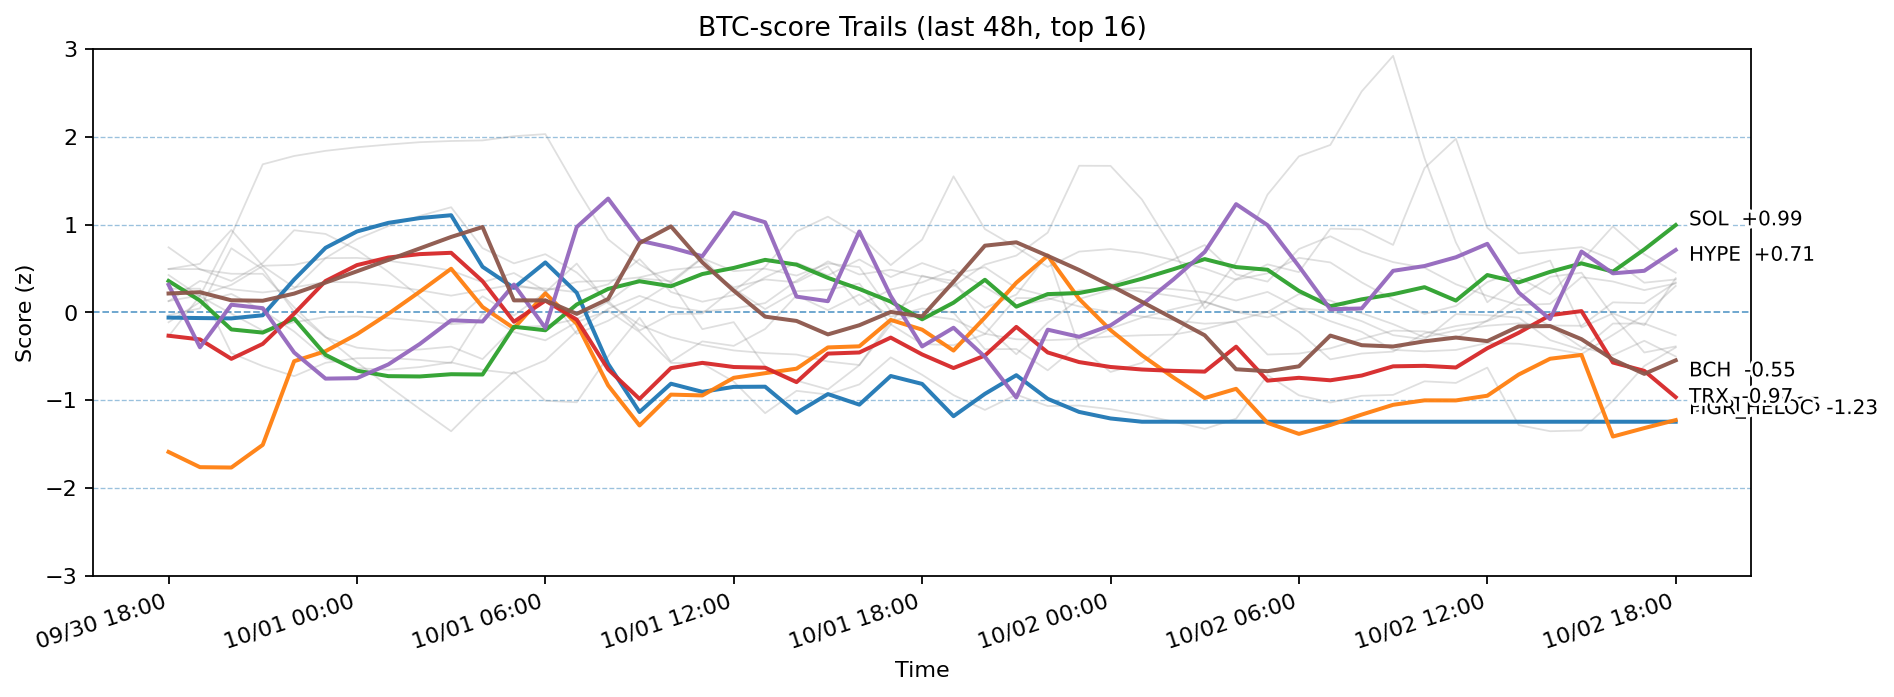 BTC-score Trails (last 48h, top 16)
Score (z)
3
2
1
0
−1
−2
−3
SOL +0.99
HYPE +0.71
BCH -0.55
TRX -0.97
-1.23
09/30 18:00
10/01 00:00
10/01 06:00
10/01 12:00
10/01 18:00
10/02 00:00
10/02 06:00
10/02 12:00
10/02 18:00
Time